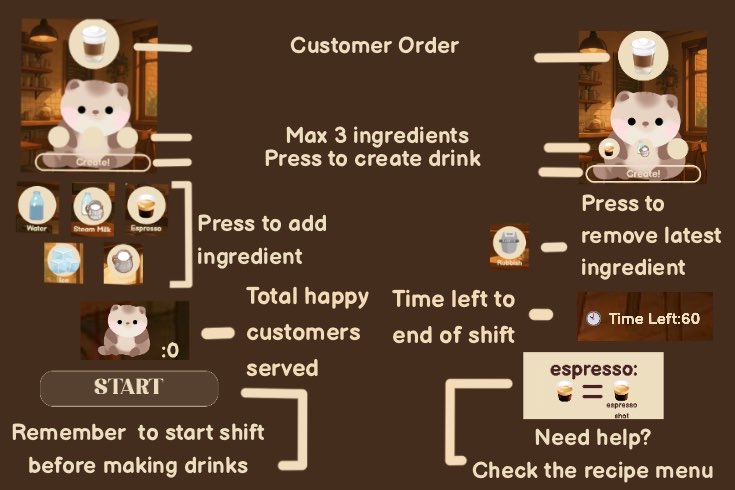 Customer Order
Max 3 ingredients
Press to create drink
Create!
Create!
Water
Steam Milk
Espresso
Ice
Press to add
ingredient
Rubbish
Press to
remove latest
ingredient
:0
Total happy
customers
served
Time left to
end of shift
Time Left:60
START
Remember to start shift
before making drinks
espresso:
=
espresso
shot
Need help?
Check the recipe menu